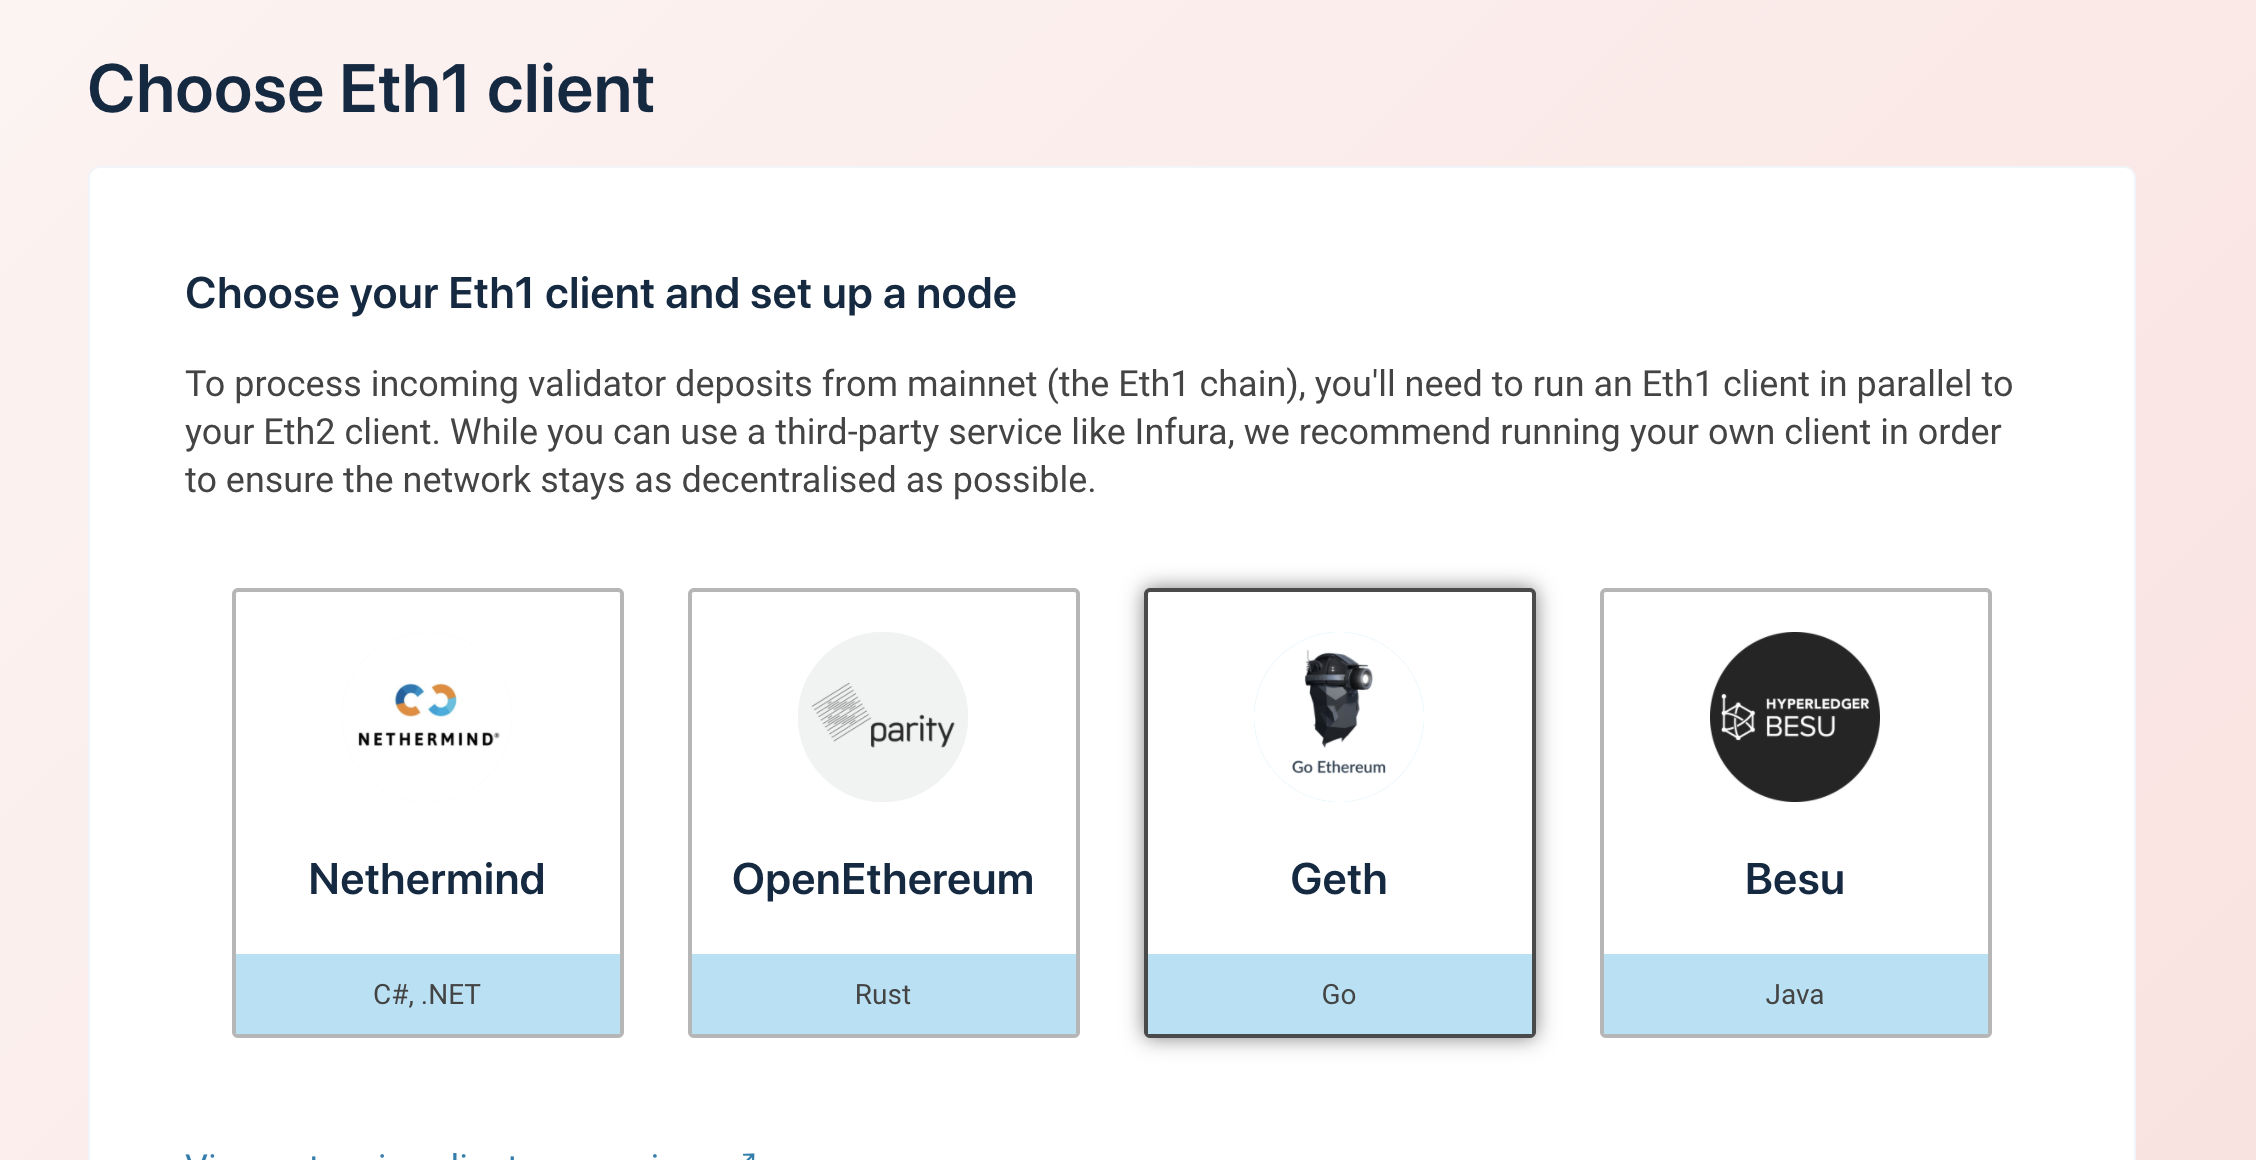 Choose Eth1 client
Choose your Eth1 client and set up a node
To process incoming validator deposits from mainnet (the Eth1 chain), you'll need to run an Eth1 client in parallel to
your Eth2 client. While you can use a third-party service like Infura, we recommend running your own client in order
to ensure the network stays as decentralised as possible.
NETHERMIND®
Nethermind
C#, .NET
parity
OpenEthereum
Rust
Go Ethereum
Geth
Go
HYPERLEDGER
BESU
Besu
Java